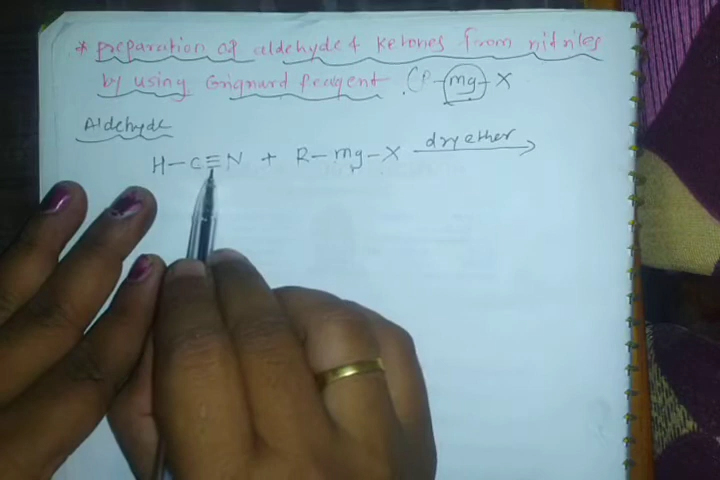 * preparation of aldehyde & ketones from nitriles
by using Grignard Reagent (R-mg-X
Aldehyde
H-C≡N + R-mg-X dry ether